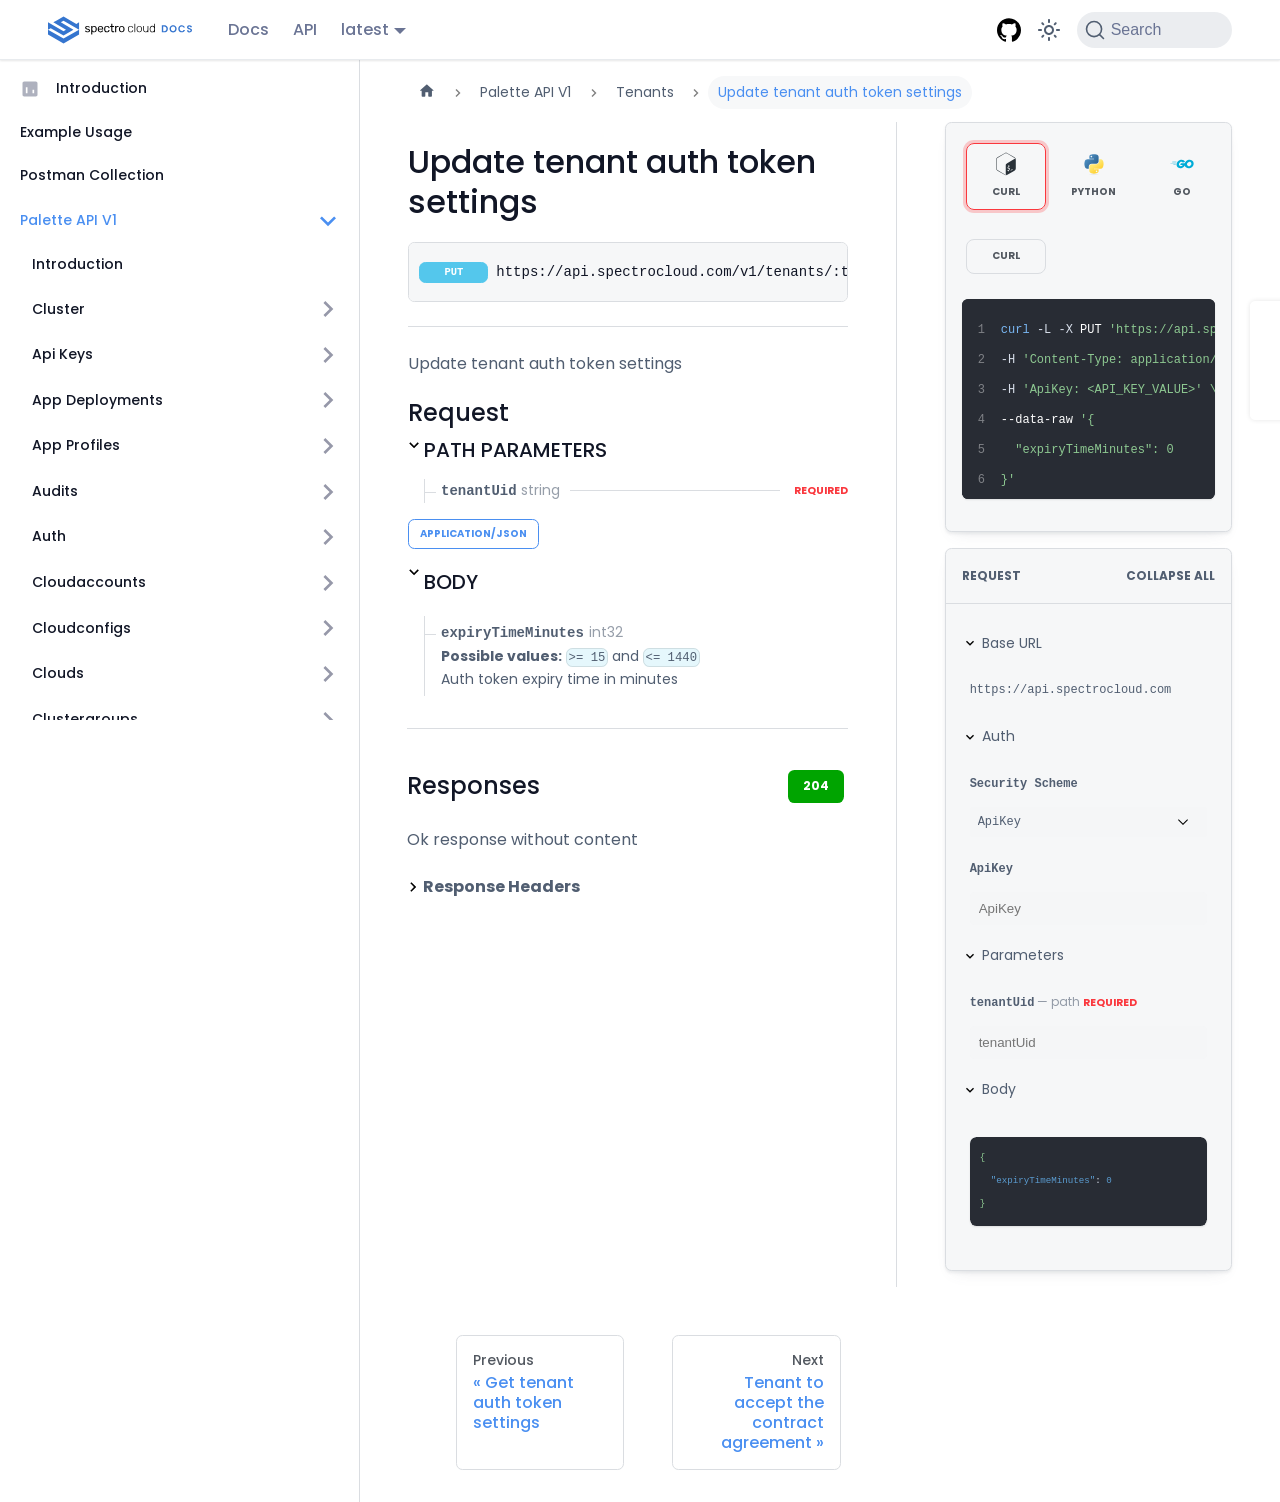 spectro cloud DOCS
Docs
API
latest
Search
Introduction
Example Usage
Postman Collection
Palette API V1
Introduction
Cluster
Api Keys
App Deployments
App Profiles
Audits
Auth
Cloudaccounts
Cloudconfigs
Clouds
Clustergroups
Palette API V1
Tenants
Update tenant auth token settings
Update tenant auth token
settings
PUT
https://api.spectrocloud.com/v1/tenants/:t
Update tenant auth token settings
Request
PATH PARAMETERS
tenantUid string
REQUIRED
APPLICATION/JSON
BODY
expiryTimeMinutes int32
Possible values: >= 15 and <= 1440
Auth token expiry time in minutes
Responses
204
Ok response without content
Response Headers
CURL
PYTHON
GO
CURL
1 curl -L -X PUT 'https://api.sp
2 -H 'Content-Type: application/
3 -H 'ApiKey: <API_KEY_VALUE>' \
4 --data-raw '{
5 "expiryTimeMinutes": 0
6 }'
REQUEST
COLLAPSE ALL
Base URL
https://api.spectrocloud.com
Auth
Security Scheme
ApiKey
ApiKey
ApiKey
Parameters
tenantUid — path REQUIRED
tenantUid
Body
{
"expiryTimeMinutes": 0
}
Previous
« Get tenant
auth token
settings
Next
Tenant to
accept the
contract
agreement »